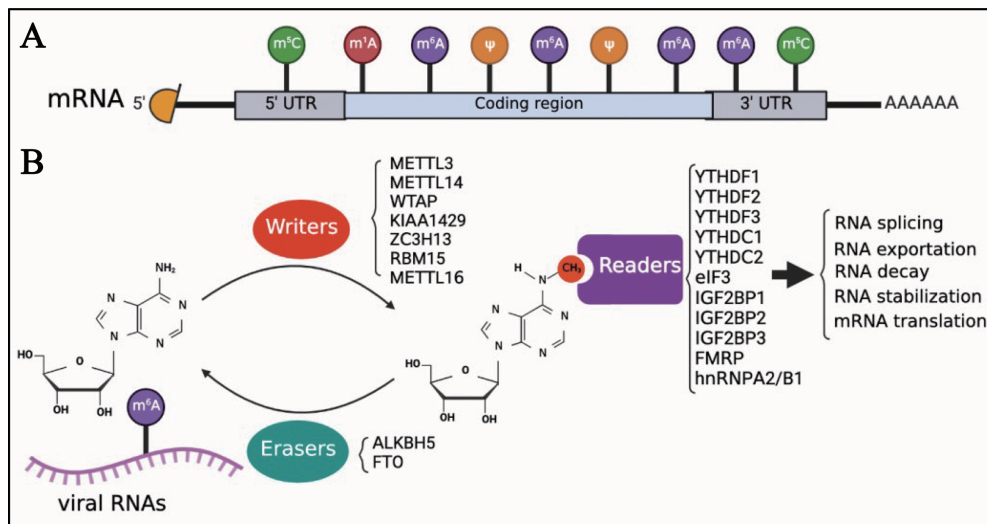 A
m⁵C m¹A m⁶A Ψ m⁶A Ψ m⁶A m⁶A m⁵C
mRNA 5' 5' UTR Coding region 3' UTR AAAAAA
B
Writers
METTL3
METTL14
WTAP
KIAA1429
ZC3H13
RBM15
METTL16
NH₂
N
N
N
N
HO
O
OH
OH
H
N
CH₃
Readers
N
N
N
N
HO
O
OH
OH
YTHDF1
YTHDF2
YTHDF3
YTHDC1
YTHDC2
eIF3
IGF2BP1
IGF2BP2
IGF2BP3
FMRP
hnRNPA2/B1
RNA splicing
RNA exportation
RNA decay
RNA stabilization
mRNA translation
Erasers
ALKBH5
FTO
m⁶A
viral RNAs